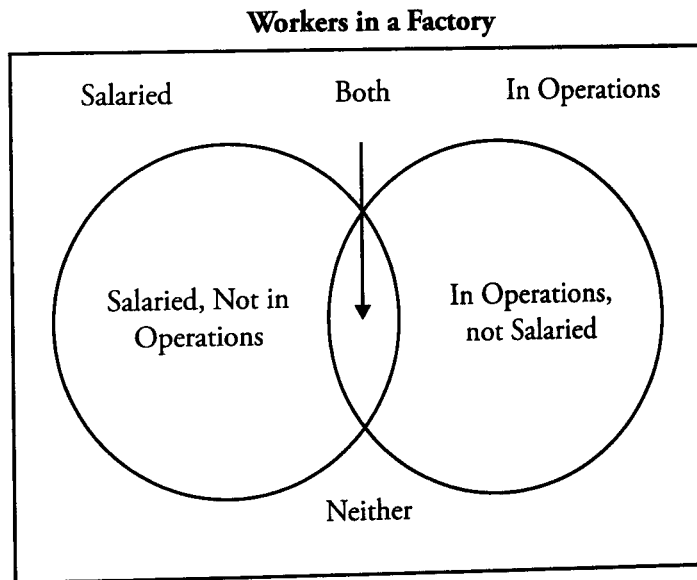 Workers in a Factory
Salaried
Both
In Operations
Salaried, Not in
Operations
In Operations,
not Salaried
Neither